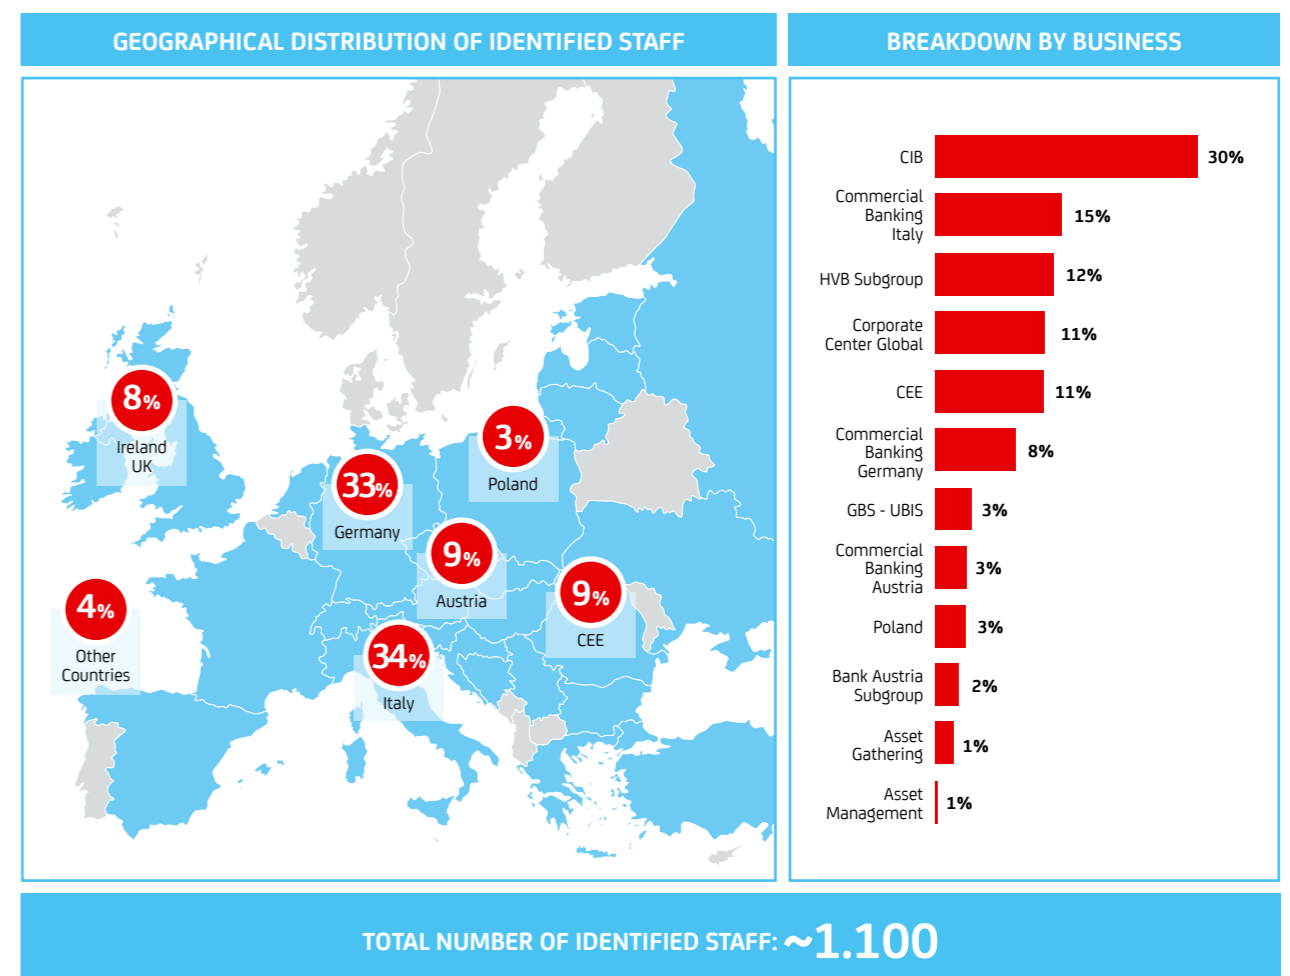 GEOGRAPHICAL DISTRIBUTION OF IDENTIFIED STAFF
8%
Ireland
UK
3%
Poland
33%
Germany
9%
Austria
9%
CEE
4%
Other
Countries
34%
Italy
BREAKDOWN BY BUSINESS
CIB
30%
Commercial
Banking
Italy
15%
HVB Subgroup
12%
Corporate
Center Global
11%
CEE
11%
Commercial
Banking
Germany
8%
GBS - UBIS
3%
Commercial
Banking
Austria
3%
Poland
3%
Bank Austria
Subgroup
2%
Asset
Gathering
1%
Asset
Management
1%
TOTAL NUMBER OF IDENTIFIED STAFF: ~1.100